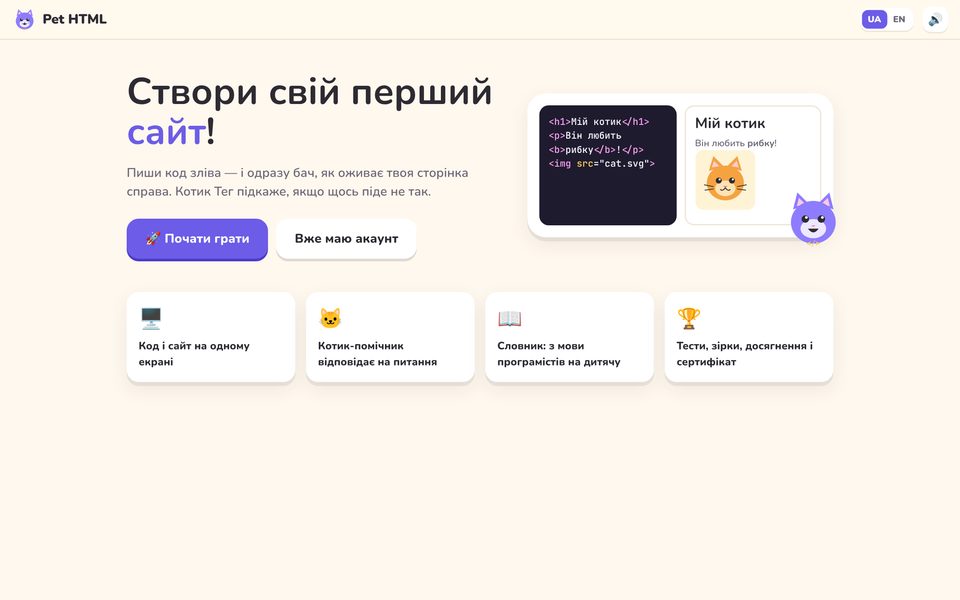 Pet HTML
UA EN
Створи свій перший
сайт!
Пиши код зліва — і одразу бач, як оживає твоя сторінка
справа. Котик Тег підкаже, якщо щось піде не так.
🚀 Почати грати
Вже маю акаунт
<h1>Мій котик</h1>
<p>Він любить
<b>рибку</b>!</p>
<img src="cat.svg">
Мій котик
Він любить рибку!
Код і сайт на одному
екрані
Котик-помічник
відповідає на питання
Словник: з мови
програмістів на дитячу
Тести, зірки, досягнення і
сертифікат